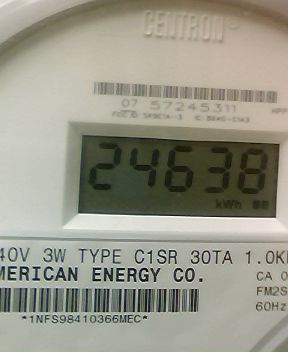 CENTRON®
07 57245311
24638
kWh
40V 3W TYPE C1SR 30TA 1.0K
MERICAN ENERGY CO.
CA 0
FM2S
60Hz
*1NFS98410366MEC*